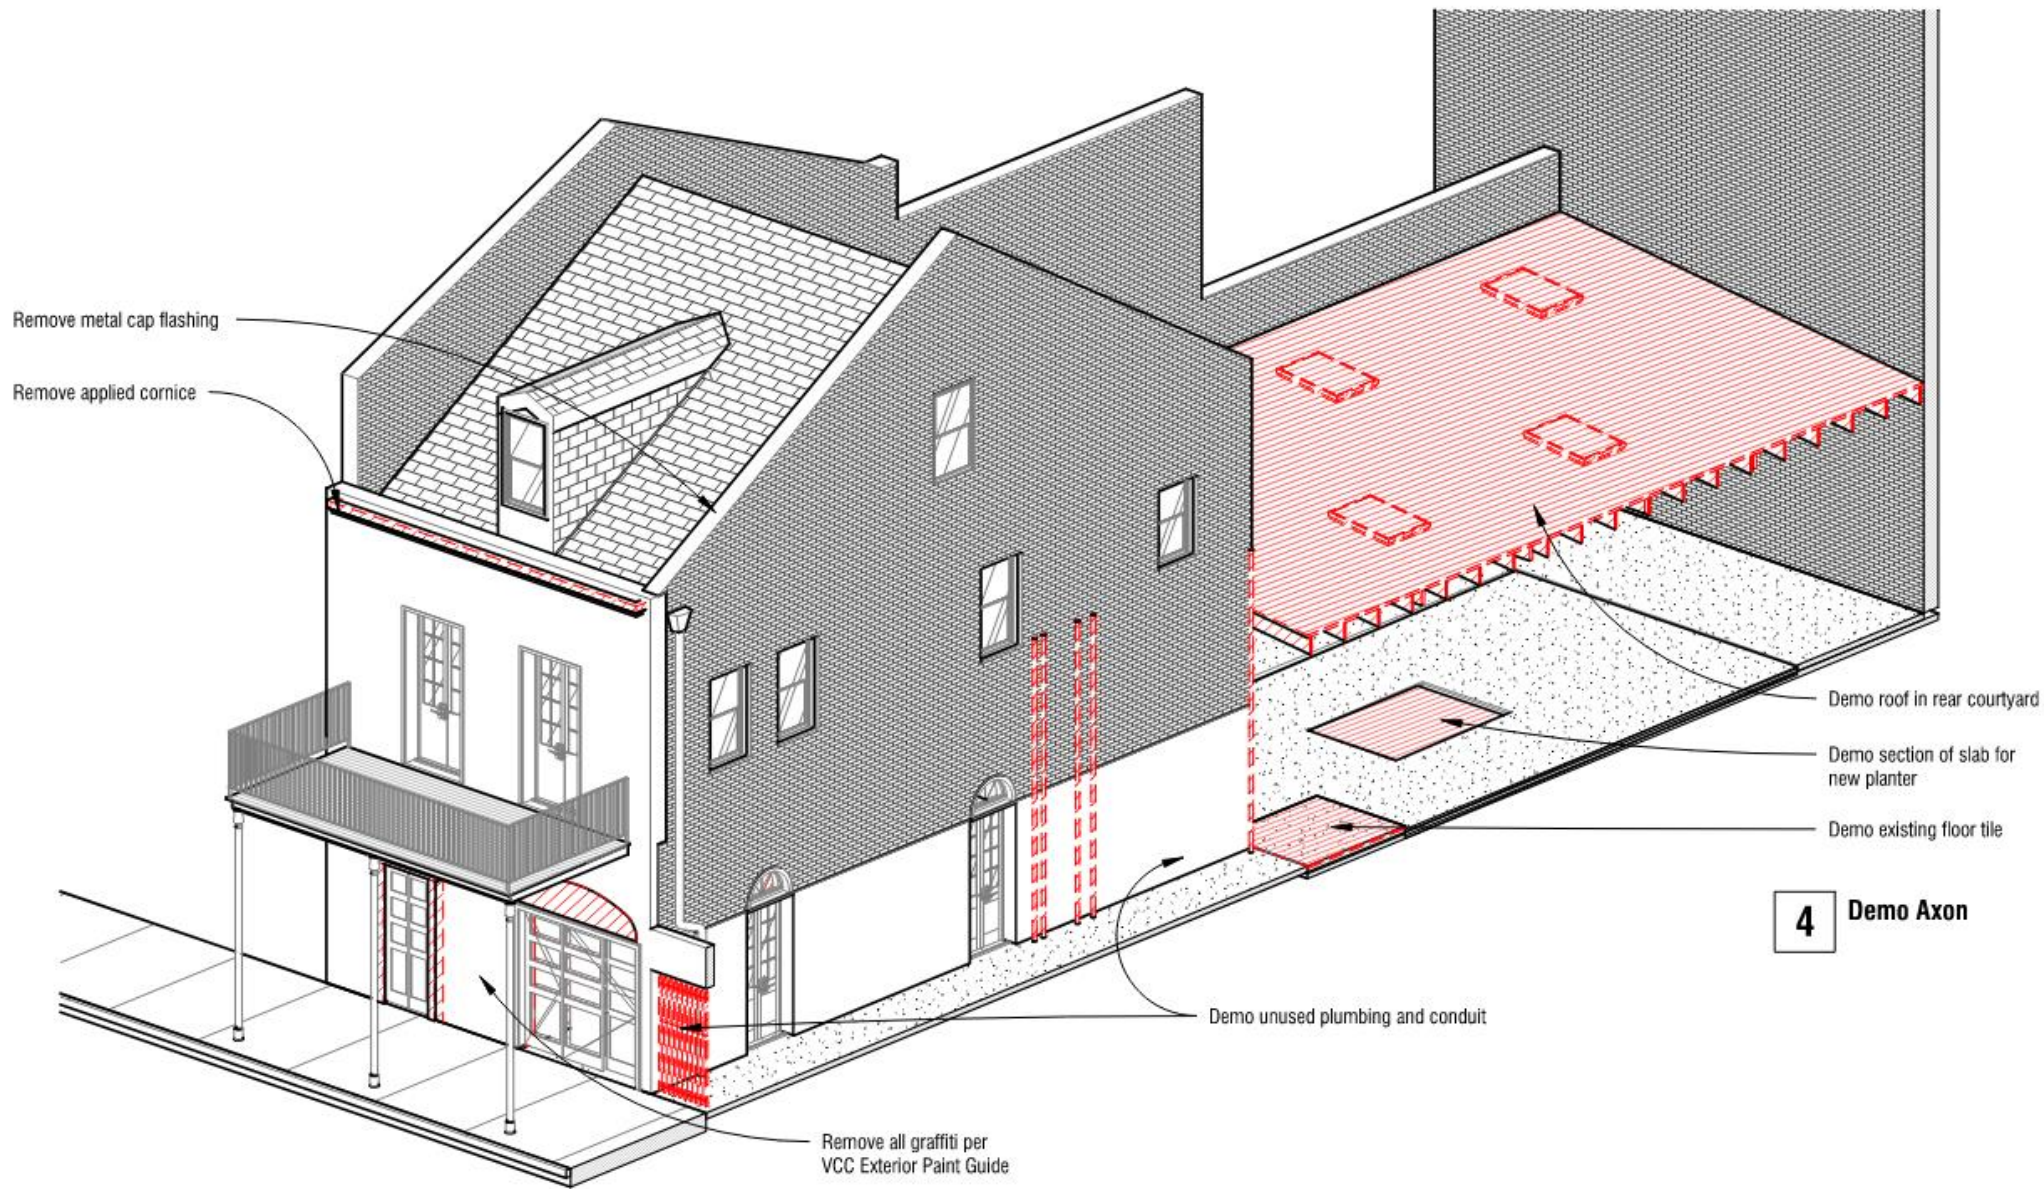 Remove metal cap flashing
Remove applied cornice
Demo roof in rear courtyard
Demo section of slab for
new planter
Demo existing floor tile
4 Demo Axon
Demo unused plumbing and conduit
Remove all graffiti per
VCC Exterior Paint Guide